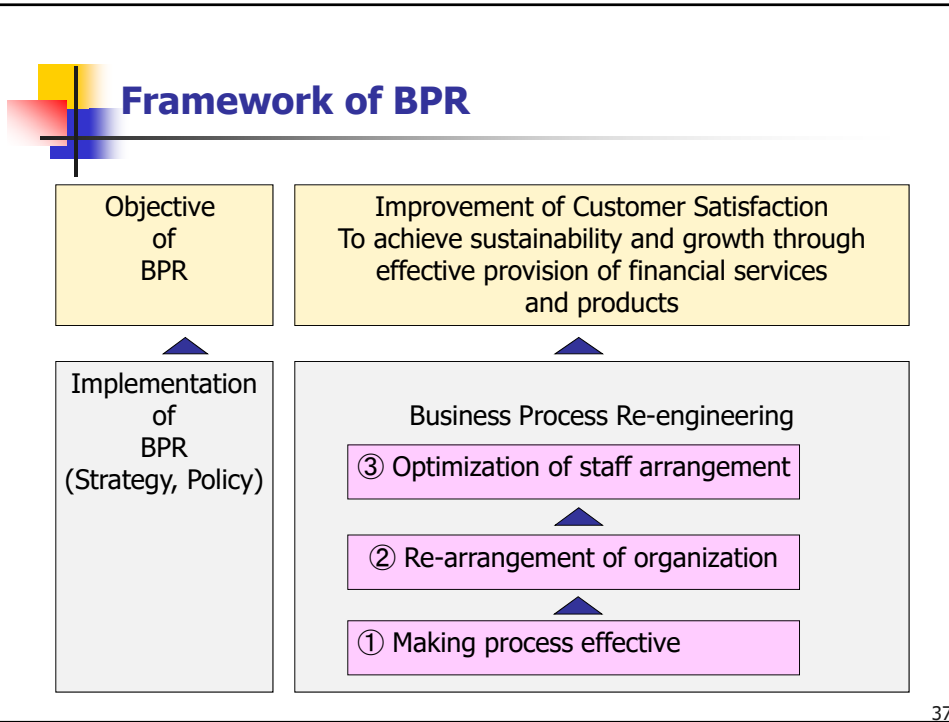 Framework of BPR
Objective
of
BPR
Improvement of Customer Satisfaction
To achieve sustainability and growth through
effective provision of financial services
and products
Implementation
of
BPR
(Strategy, Policy)
Business Process Re-engineering
③ Optimization of staff arrangement
② Re-arrangement of organization
① Making process effective
37